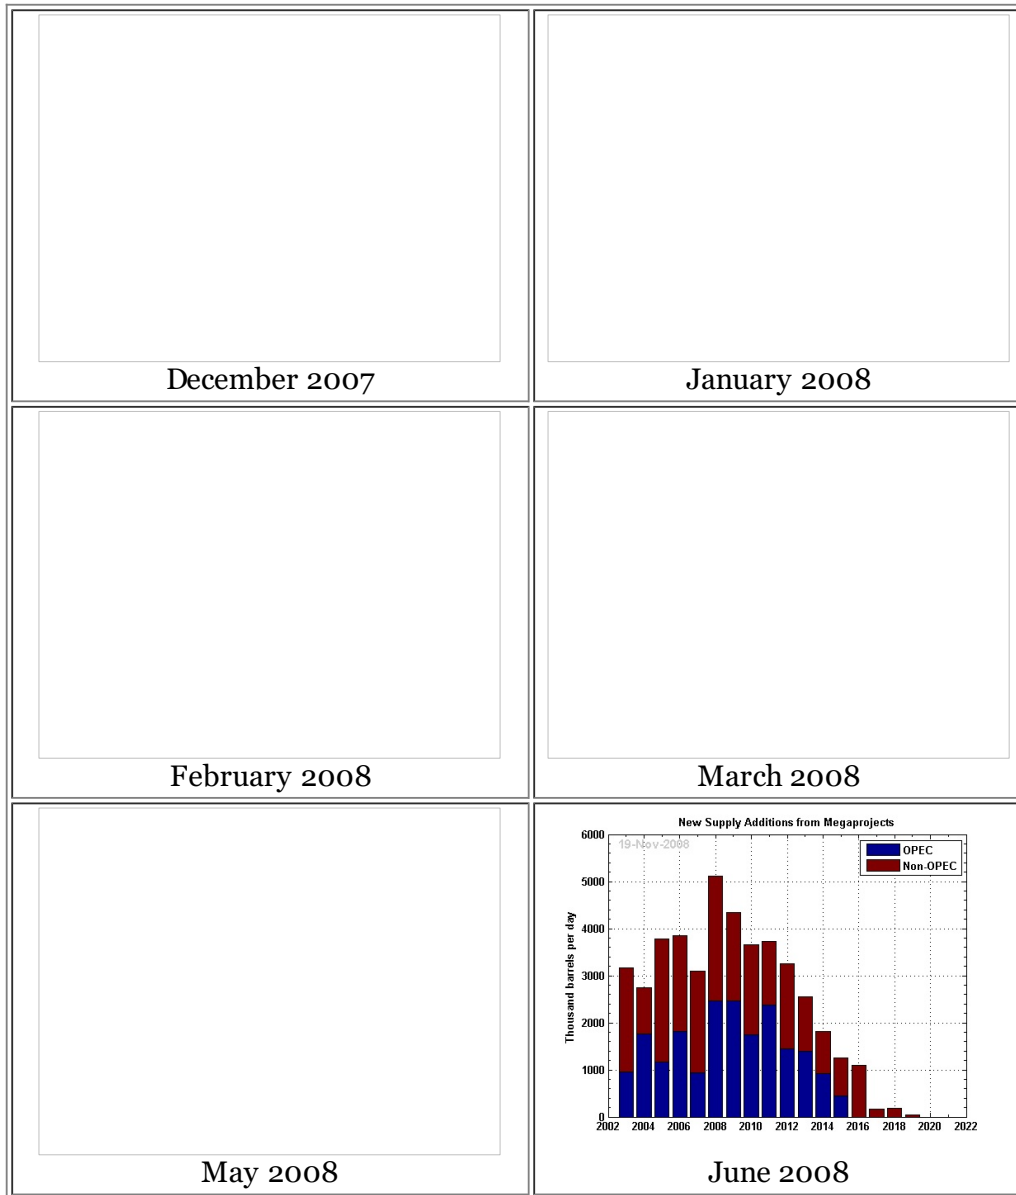 December 2007
January 2008
February 2008
March 2008
New Supply Additions from Megaprojects
6000
19-Nov-2008
OPEC
Non-OPEC
5000
4000
3000
2000
1000
0
Thousand barrels per day
2002 2004 2006 2008 2010 2012 2014 2016 2018 2020 2022
May 2008
June 2008